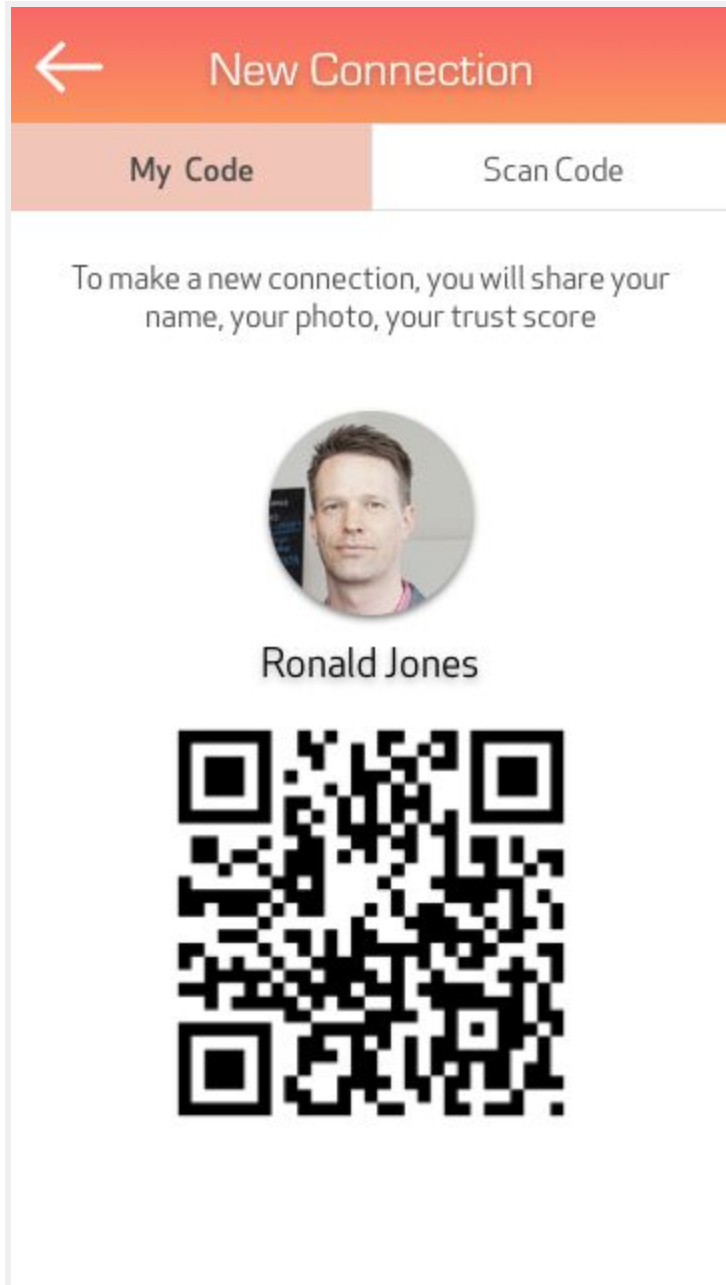 New Connection
My Code
Scan Code
To make a new connection, you will share your
name, your photo, your trust score
Ronald Jones